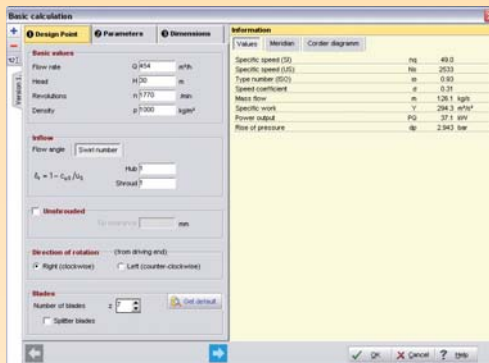 Basic calculation
1 Design Point 2 Parameters 3 Dimensions
Version 1
Basic values
Flow rate Q 454 m³/h
Head H 30 m
Revolutions n 1770 /min
Density ρ 1000 kg/m³
Inflow
Flow angle Swirl number
Hub 1
Shroud 1
Unshrouded
mm
Direction of rotation (from driving end)
Right (clockwise) Left (counter-clockwise)
Blades
Number of blades z 7 Get default
Splitter blades
Information
Values Meridian Cordier diagramm
Specific speed (SI) nq 49.0
Specific speed (US) Ns 2533
Type number (ISO) ω 0.93
Speed coefficient σ 0.31
Mass flow m 126.1 kg/s
Specific work Y 294.3 m²/s²
Power output PQ 37.1 kW
Rise of pressure dp 2.943 bar
OK Cancel ? Help